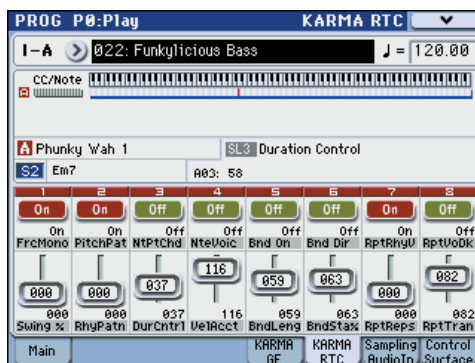 PROG P0:Play KARMA RTC
I-A 022: Funkylicious Bass ♩= 120.00
CC/Note
A
A Phunky Wah 1 SL3 Duration Control
S2 Em7 A03: 58
1 2 3 4 5 6 7 8
On On Off Off Off Off On Off
On On Off Off Off Off On Off
FrcMono PitchPat NtPtChd NteVoic Bnd On Bnd Dir RptRhyV RptVoDk
000 000 037 116 059 063 000 082
000 000 037 116 059 063 000 082
Swing % RhyPatn DurCntrl VelAcct BndLeng BndSta% RptReps RptTran
Main KARMA GE KARMA RTC Sampling AudioIn Control Surface